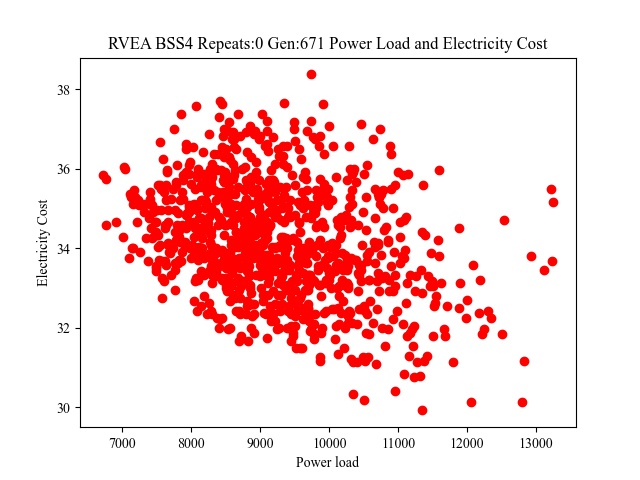 RVEA BSS4 Repeats:0 Gen:671 Power Load and Electricity Cost
38
36
34
32
30
Electricity Cost
7000 8000 9000 10000 11000 12000 13000
Power load